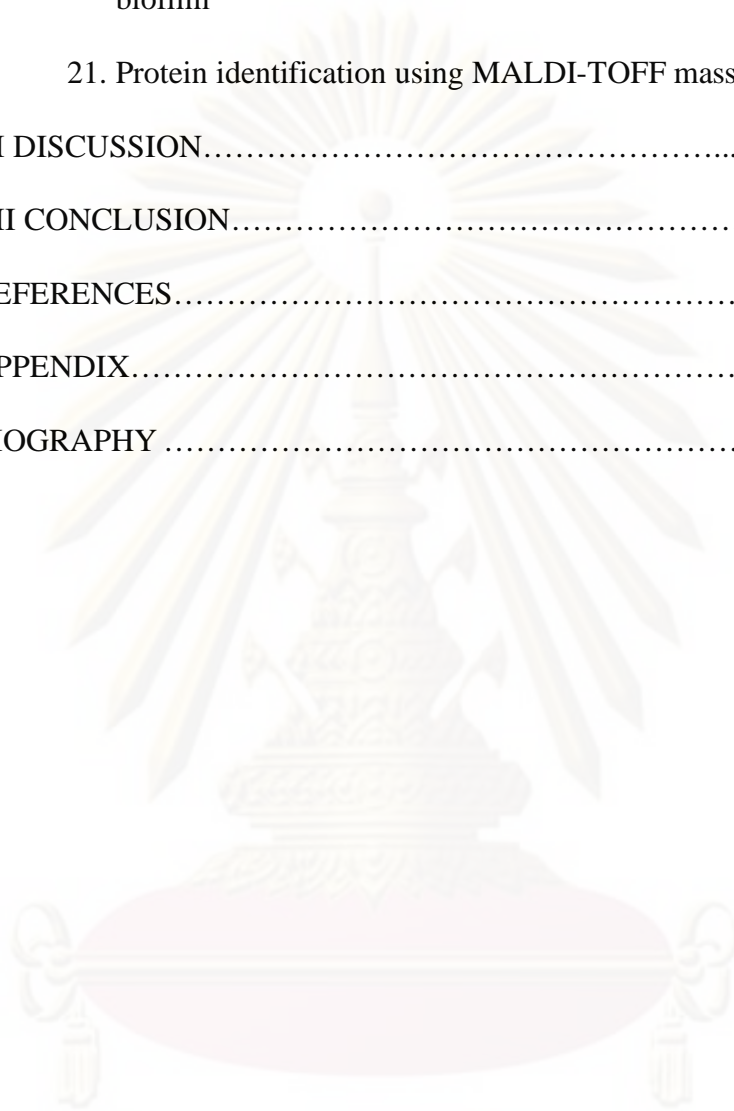 biofilm
21. Protein identification using MALDI-TOFF mass
I DISCUSSION……………………………………………...
II CONCLUSION……………………………………………
EFERENCES…………………………………………………
PPENDIX………………………………………………………
IOGRAPHY …………………………………………………